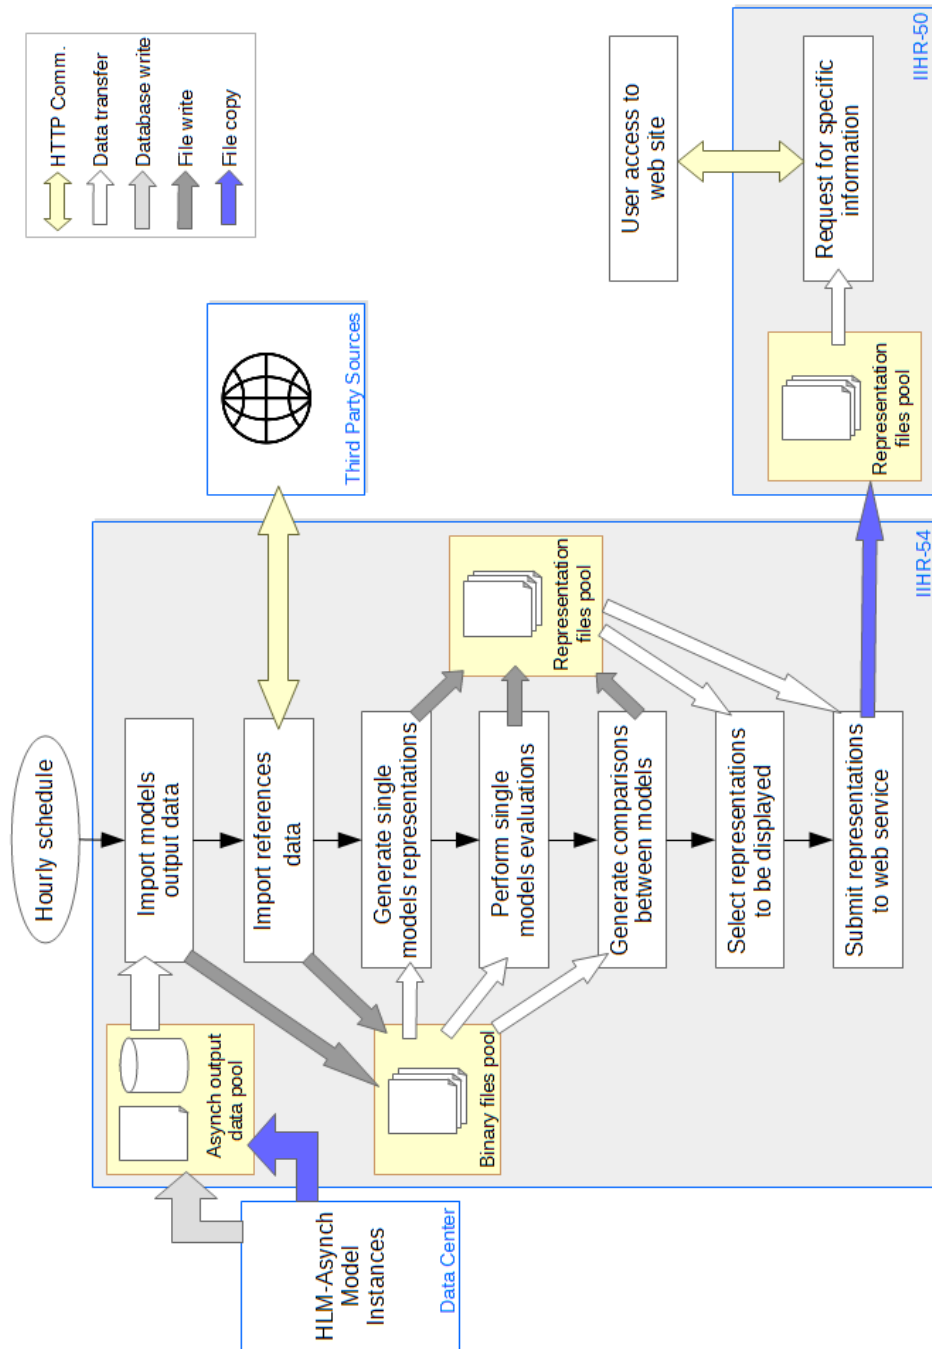 HTTP Comm.
Data transfer
Database write
File write
File copy
Hourly schedule
Import models
output data
Import references
data
Generate single
models representations
Perform single
models evaluations
Generate comparisons
between models
Select representations
to be displayed
Submit representations
to web service
Asynch output
data pool
Binary files pool
HLM-Asynch
Model
Instances
Data Center
Representation
files pool
IIHR-54
Third Party Sources
Representation
files pool
Request for specific
information
IIHR-50
User access to
web site